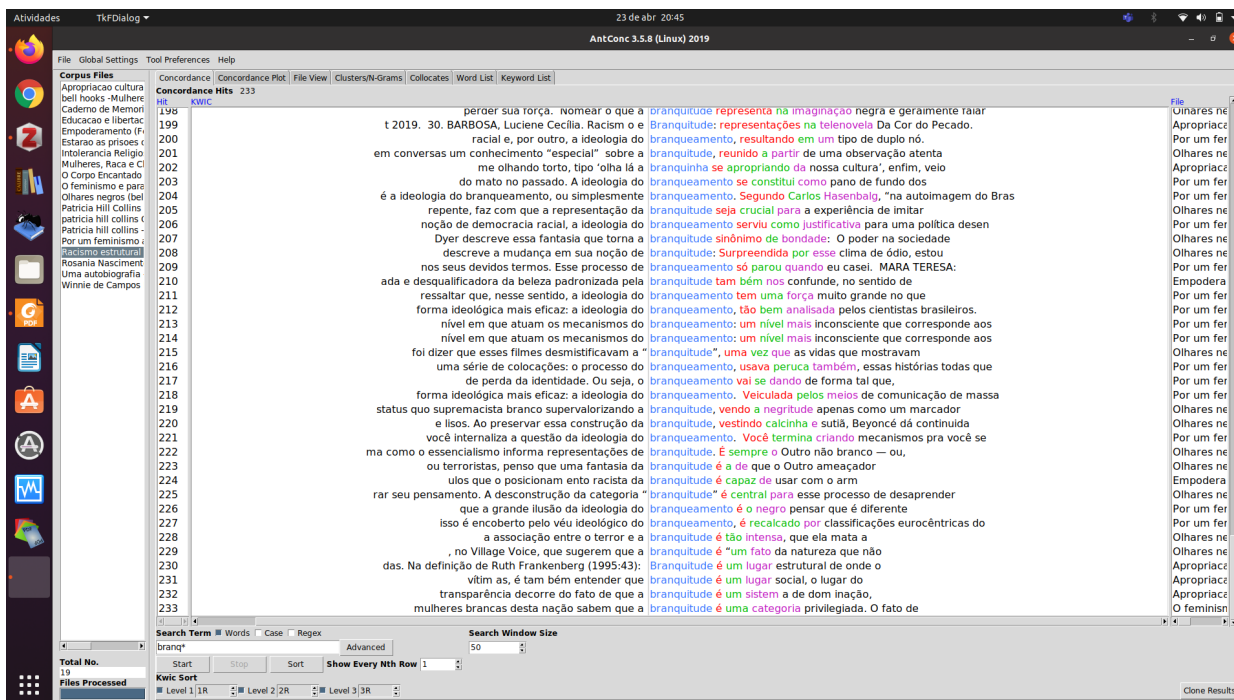 Atividades TkFDialog 23 de abr 20:45
AntConc 3.5.8 (Linux) 2019
File Global Settings Tool Preferences Help
Corpus Files
Apropriacao cultura
bell hooks -Mulhere
Caderno de Memori
Educacao e libertac
Empoderamento (F
Estarao as prisoes
Intolerancia Religio
Mulheres, Raca e Cl
O Corpo Encantado
O feminismo e para
Olhares negros (bel
Patricia Hill Collins
patricia hill collins
Patricia hill collins -
Por um feminismo
Racismo estrutural
Rosania Nasciment
Uma autobiografia
Winnie de Campos
Total No.
19
Files Processed
Concordance Concordance Plot File View Clusters/N-Grams Collocates Word List Keyword List
Concordance Hits 233
Hit KWIC File
198 perder sua força. Nomear o que a branquitude representa na imaginação negra e geralmente falar Olhares ne
199 t 2019. 30. BARBOSA, Luciene Cecília. Racism o e Branquitude: representações na telenovela Da Cor do Pecado. Apropriaca
200 racial e, por outro, a ideologia do branqueamento, resultando em um tipo de duplo nó. Por um fer
201 em conversas um conhecimento “especial” sobre a branquitude, reunido a partir de uma observação atenta Olhares ne
202 me olhando torto, tipo ‘olha lá a branquinha se apropriando da nossa cultura’, enfim, veio Apropriaca
203 do mato no passado. A ideologia do branqueamento se constitui como pano de fundo dos Por um fer
204 é a ideologia do branqueamento, ou simplesmente branqueamento. Segundo Carlos Hasenbalg, “na autoimagem do Bras Por um fer
205 repente, faz com que a representação da branquitude seja crucial para a experiência de imitar Olhares ne
206 noção de democracia racial, a ideologia do branqueamento serviu como justificativa para uma política desen Por um fer
207 Dyer descreve essa fantasia que torna a branquitude sinônimo de bondade: O poder na sociedade Olhares ne
208 descreve a mudança em sua noção de branquitude: Surpreendida por esse clima de ódio, estou Olhares ne
209 nos seus devidos termos. Esse processo de branqueamento só parou quando eu casei. MARA TERESA: Por um fer
210 ada e desqualificadora da beleza padronizada pela branquitude tam bém nos confunde, no sentido de Empodera
211 ressaltar que, nesse sentido, a ideologia do branqueamento tem uma força muito grande no que Por um fer
212 forma ideológica mais eficaz: a ideologia do branqueamento, tão bem analisada pelos cientistas brasileiros. Por um fer
213 nível em que atuam os mecanismos do branqueamento: um nível mais inconsciente que corresponde aos Por um fer
214 nível em que atuam os mecanismos do branqueamento: um nível mais inconsciente que corresponde aos Por um fer
215 foi dizer que esses filmes desmistificavam a “ branquitude”, uma vez que as vidas que mostravam Olhares ne
216 uma série de colocações: o processo do branqueamento, usava peruca também, essas histórias todas que Por um fer
217 de perda da identidade. Ou seja, o branqueamento vai se dando de forma tal que, Por um fer
218 forma ideológica mais eficaz: a ideologia do branqueamento. Veiculada pelos meios de comunicação de massa Por um fer
219 status quo supremacista branco supervalorizando a branquitude, vendo a negritude apenas como um marcador Olhares ne
220 e lisos. Ao preservar essa construção da branquitude, vestindo calcinha e sutiã, Beyoncé dá continuida Olhares ne
221 você internaliza a questão da ideologia do branqueamento. Você termina criando mecanismos pra você se Por um fer
222 ma como o essencialismo informa representações de branquitude. É sempre o Outro não branco — ou, Olhares ne
223 ou terroristas, penso que uma fantasia da branquitude é a de que o Outro ameaçador Olhares ne
224 ulos que o posicionam ento racista da branquitude é capaz de usar com o arm Empodera
225 rar seu pensamento. A desconstrução da categoria “ branquitude” é central para esse processo de desaprender Olhares ne
226 que a grande ilusão da ideologia do branqueamento é o negro pensar que é diferente Por um fer
227 isso é encoberto pelo véu ideológico do branqueamento, é recalcado por classificações eurocêntricas do Por um fer
228 a associação entre o terror e a branquitude é tão intensa, que ela mata a Olhares ne
229 , no Village Voice, que sugerem que a branquitude é “um fato da natureza que não Olhares ne
230 das. Na definição de Ruth Frankenberg (1995:43): Branquitude é um lugar estrutural de onde o Apropriaca
231 vítim as, é tam bém entender que branquitude é um lugar social, o lugar do Apropriaca
232 transparência decorre do fato de que a branquitude é um sistem a de dom inação, Apropriaca
233 mulheres brancas desta nação sabem que a branquitude é uma categoria privilegiada. O fato de O feminism
Search Term Words Case Regex Search Window Size
branq* Advanced 50
Start Stop Sort Show Every Nth Row 1
Kwic Sort
Level 1 1R Level 2 2R Level 3 3R Clone Results